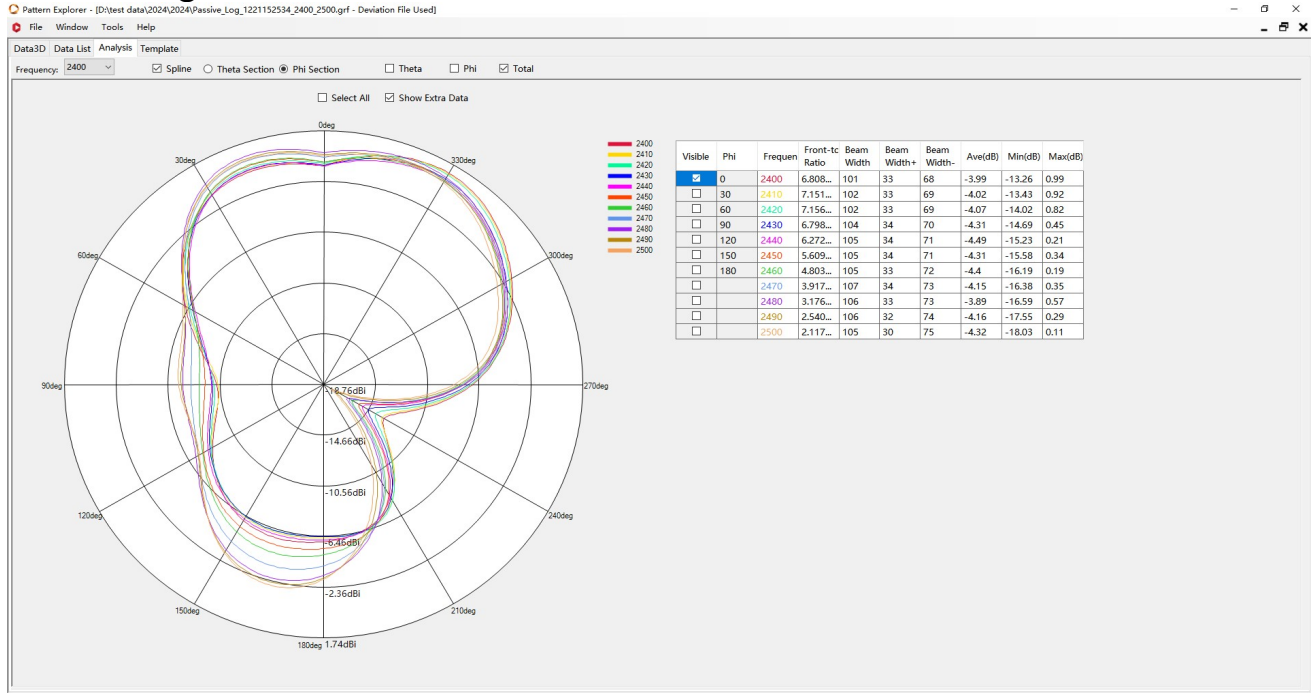 Pattern Explorer - [D:\test data\2024\2024\Passive_Log_1221152534_2400_2500.grf - Deviation File Used]
File Window Tools Help
Data3D Data List Analysis Template
Frequency: 2400 Spline Theta Section Phi Section Theta Phi Total
Select All Show Extra Data
0deg
30deg
330deg
60deg
300deg
90deg
-18.76dBi
270deg
-14.66dBi
-10.56dBi
120deg
240deg
-6.46dBi
-2.36dBi
150deg
210deg
180deg 1.74dBi
2400
2410
2420
2430
2440
2450
2460
2470
2480
2490
2500
Visible Phi Frequen Front-tc Ratio Beam Width Beam Width+ Beam Width- Ave(dB) Min(dB) Max(dB)
0 2400 6.808... 101 33 68 -3.99 -13.26 0.99
30 2410 7.151... 102 33 69 -4.02 -13.43 0.92
60 2420 7.156... 102 33 69 -4.07 -14.02 0.82
90 2430 6.798... 104 34 70 -4.31 -14.69 0.45
120 2440 6.272... 105 34 71 -4.49 -15.23 0.21
150 2450 5.609... 105 34 71 -4.31 -15.58 0.34
180 2460 4.803... 105 33 72 -4.4 -16.19 0.19
2470 3.917... 107 34 73 -4.15 -16.38 0.35
2480 3.176... 106 33 73 -3.89 -16.59 0.57
2490 2.540... 106 32 74 -4.16 -17.55 0.29
2500 2.117... 105 30 75 -4.32 -18.03 0.11